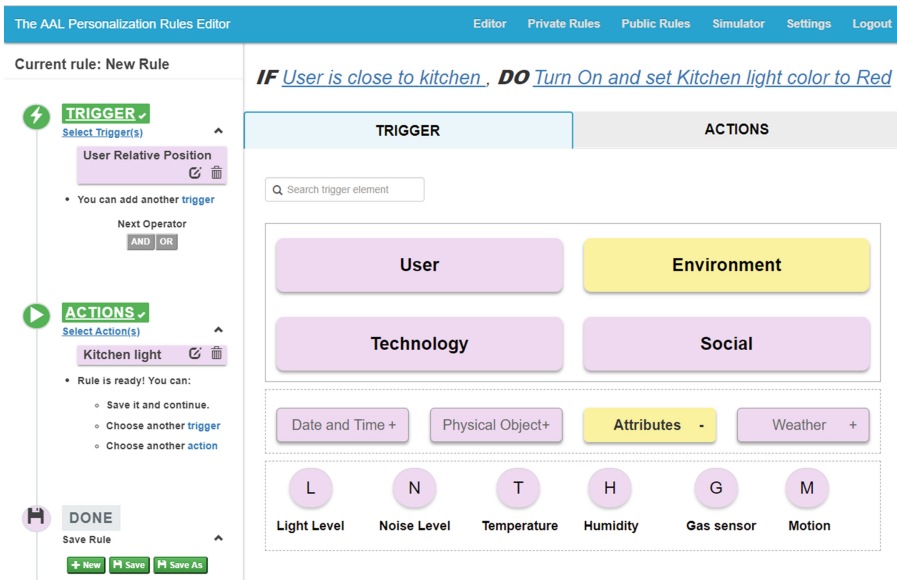 The AAL Personalization Rules Editor
Editor Private Rules Public Rules Simulator Settings Logout
Current rule: New Rule
TRIGGER
Select Trigger(s)
User Relative Position
You can add another trigger
Next Operator
AND OR
ACTIONS
Select Action(s)
Kitchen light
Rule is ready! You can:
Save it and continue.
Choose another trigger
Choose another action
DONE
Save Rule
+ New Save Save As
IF User is close to kitchen , DO Turn On and set Kitchen light color to Red
TRIGGER ACTIONS
Search trigger element
User Environment
Technology Social
Date and Time + Physical Object+ Attributes - Weather +
L N T H G M
Light Level Noise Level Temperature Humidity Gas sensor Motion